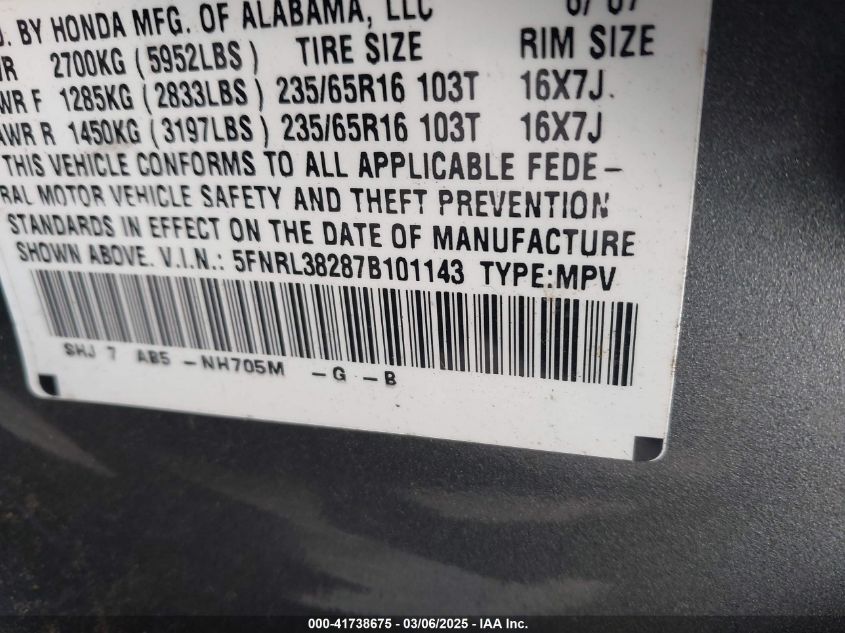 BY HONDA MFG. OF ALABAMA, LLC 6/07
2700KG (5952LBS) TIRE SIZE RIM SIZE
F 1285KG (2833LBS) 235/65R16 103T 16X7J.
R 1450KG (3197LBS) 235/65R16 103T 16X7J
THIS VEHICLE CONFORMS TO ALL APPLICABLE FEDE-
RAL MOTOR VEHICLE SAFETY AND THEFT PREVENTION
STANDARDS IN EFFECT ON THE DATE OF MANUFACTURE
SHOWN ABOVE. V.I.N.: 5FNRL38287B101143 TYPE:MPV
SHJ 7 AB5 -NH705M -G -B
000-41738675 - 03/06/2025 - IAA Inc.